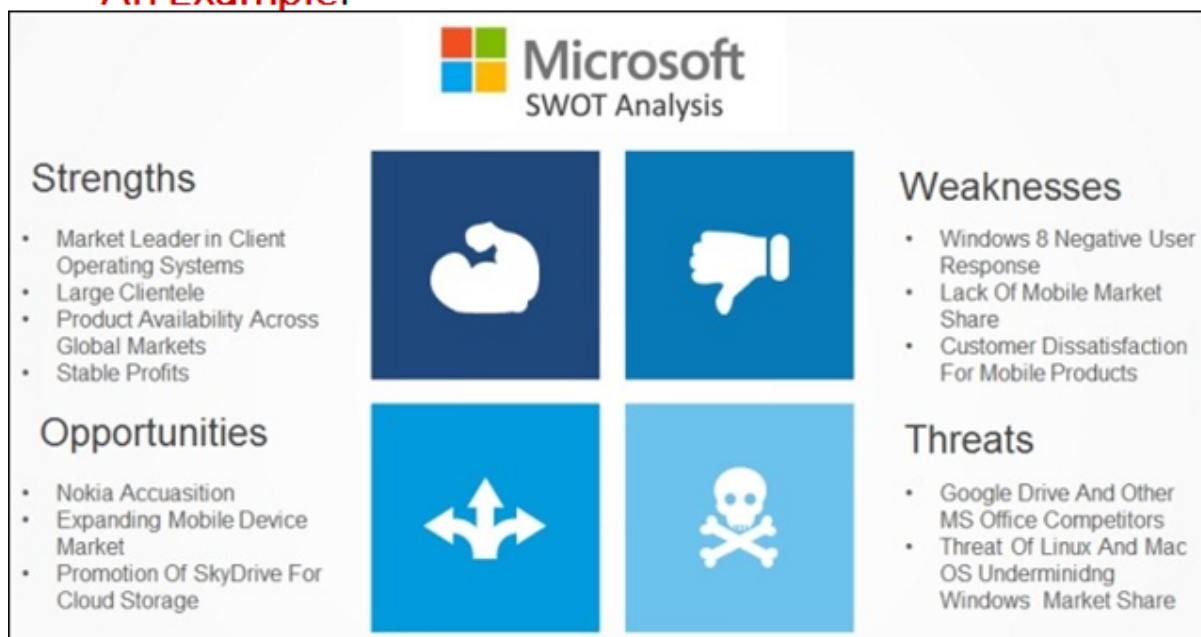 An Example:
Microsoft
SWOT Analysis
Strengths
• Market Leader in Client
Operating Systems
• Large Clientele
• Product Availability Across
Global Markets
• Stable Profits
Weaknesses
• Windows 8 Negative User
Response
• Lack Of Mobile Market
Share
• Customer Dissatisfaction
For Mobile Products
Opportunities
• Nokia Accuasition
• Expanding Mobile Device
Market
• Promotion Of SkyDrive For
Cloud Storage
Threats
• Google Drive And Other
MS Office Competitors
• Threat Of Linux And Mac
OS Underminidng
Windows Market Share